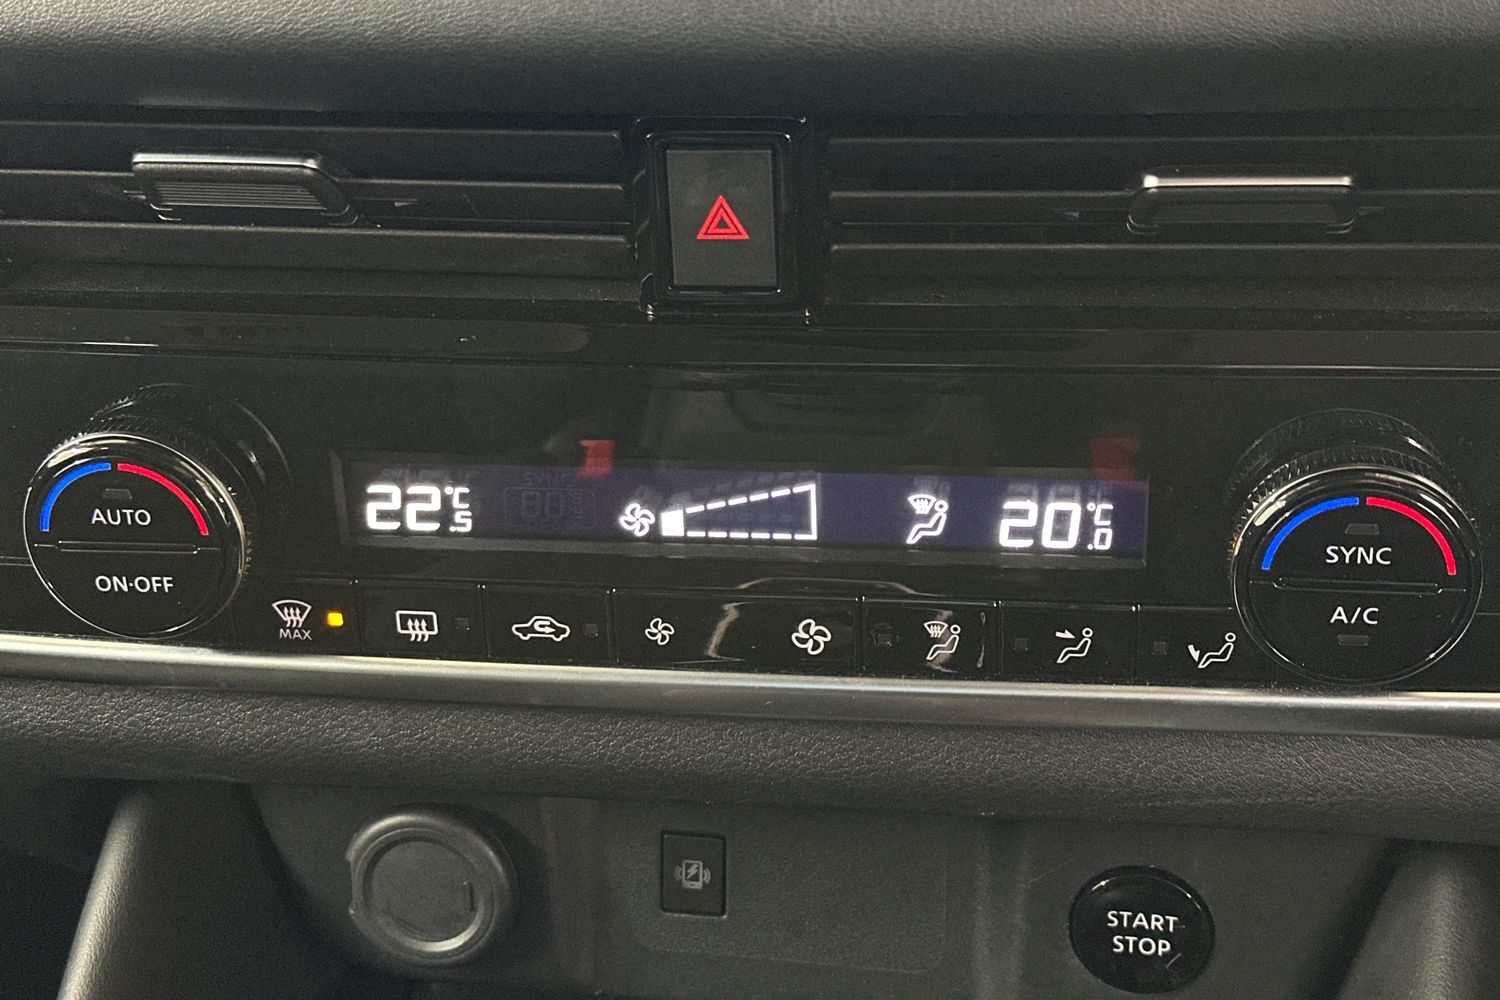 22.5°C
20.0°C
AUTO
ON·OFF
SYNC
A/C
MAX
START
STOP